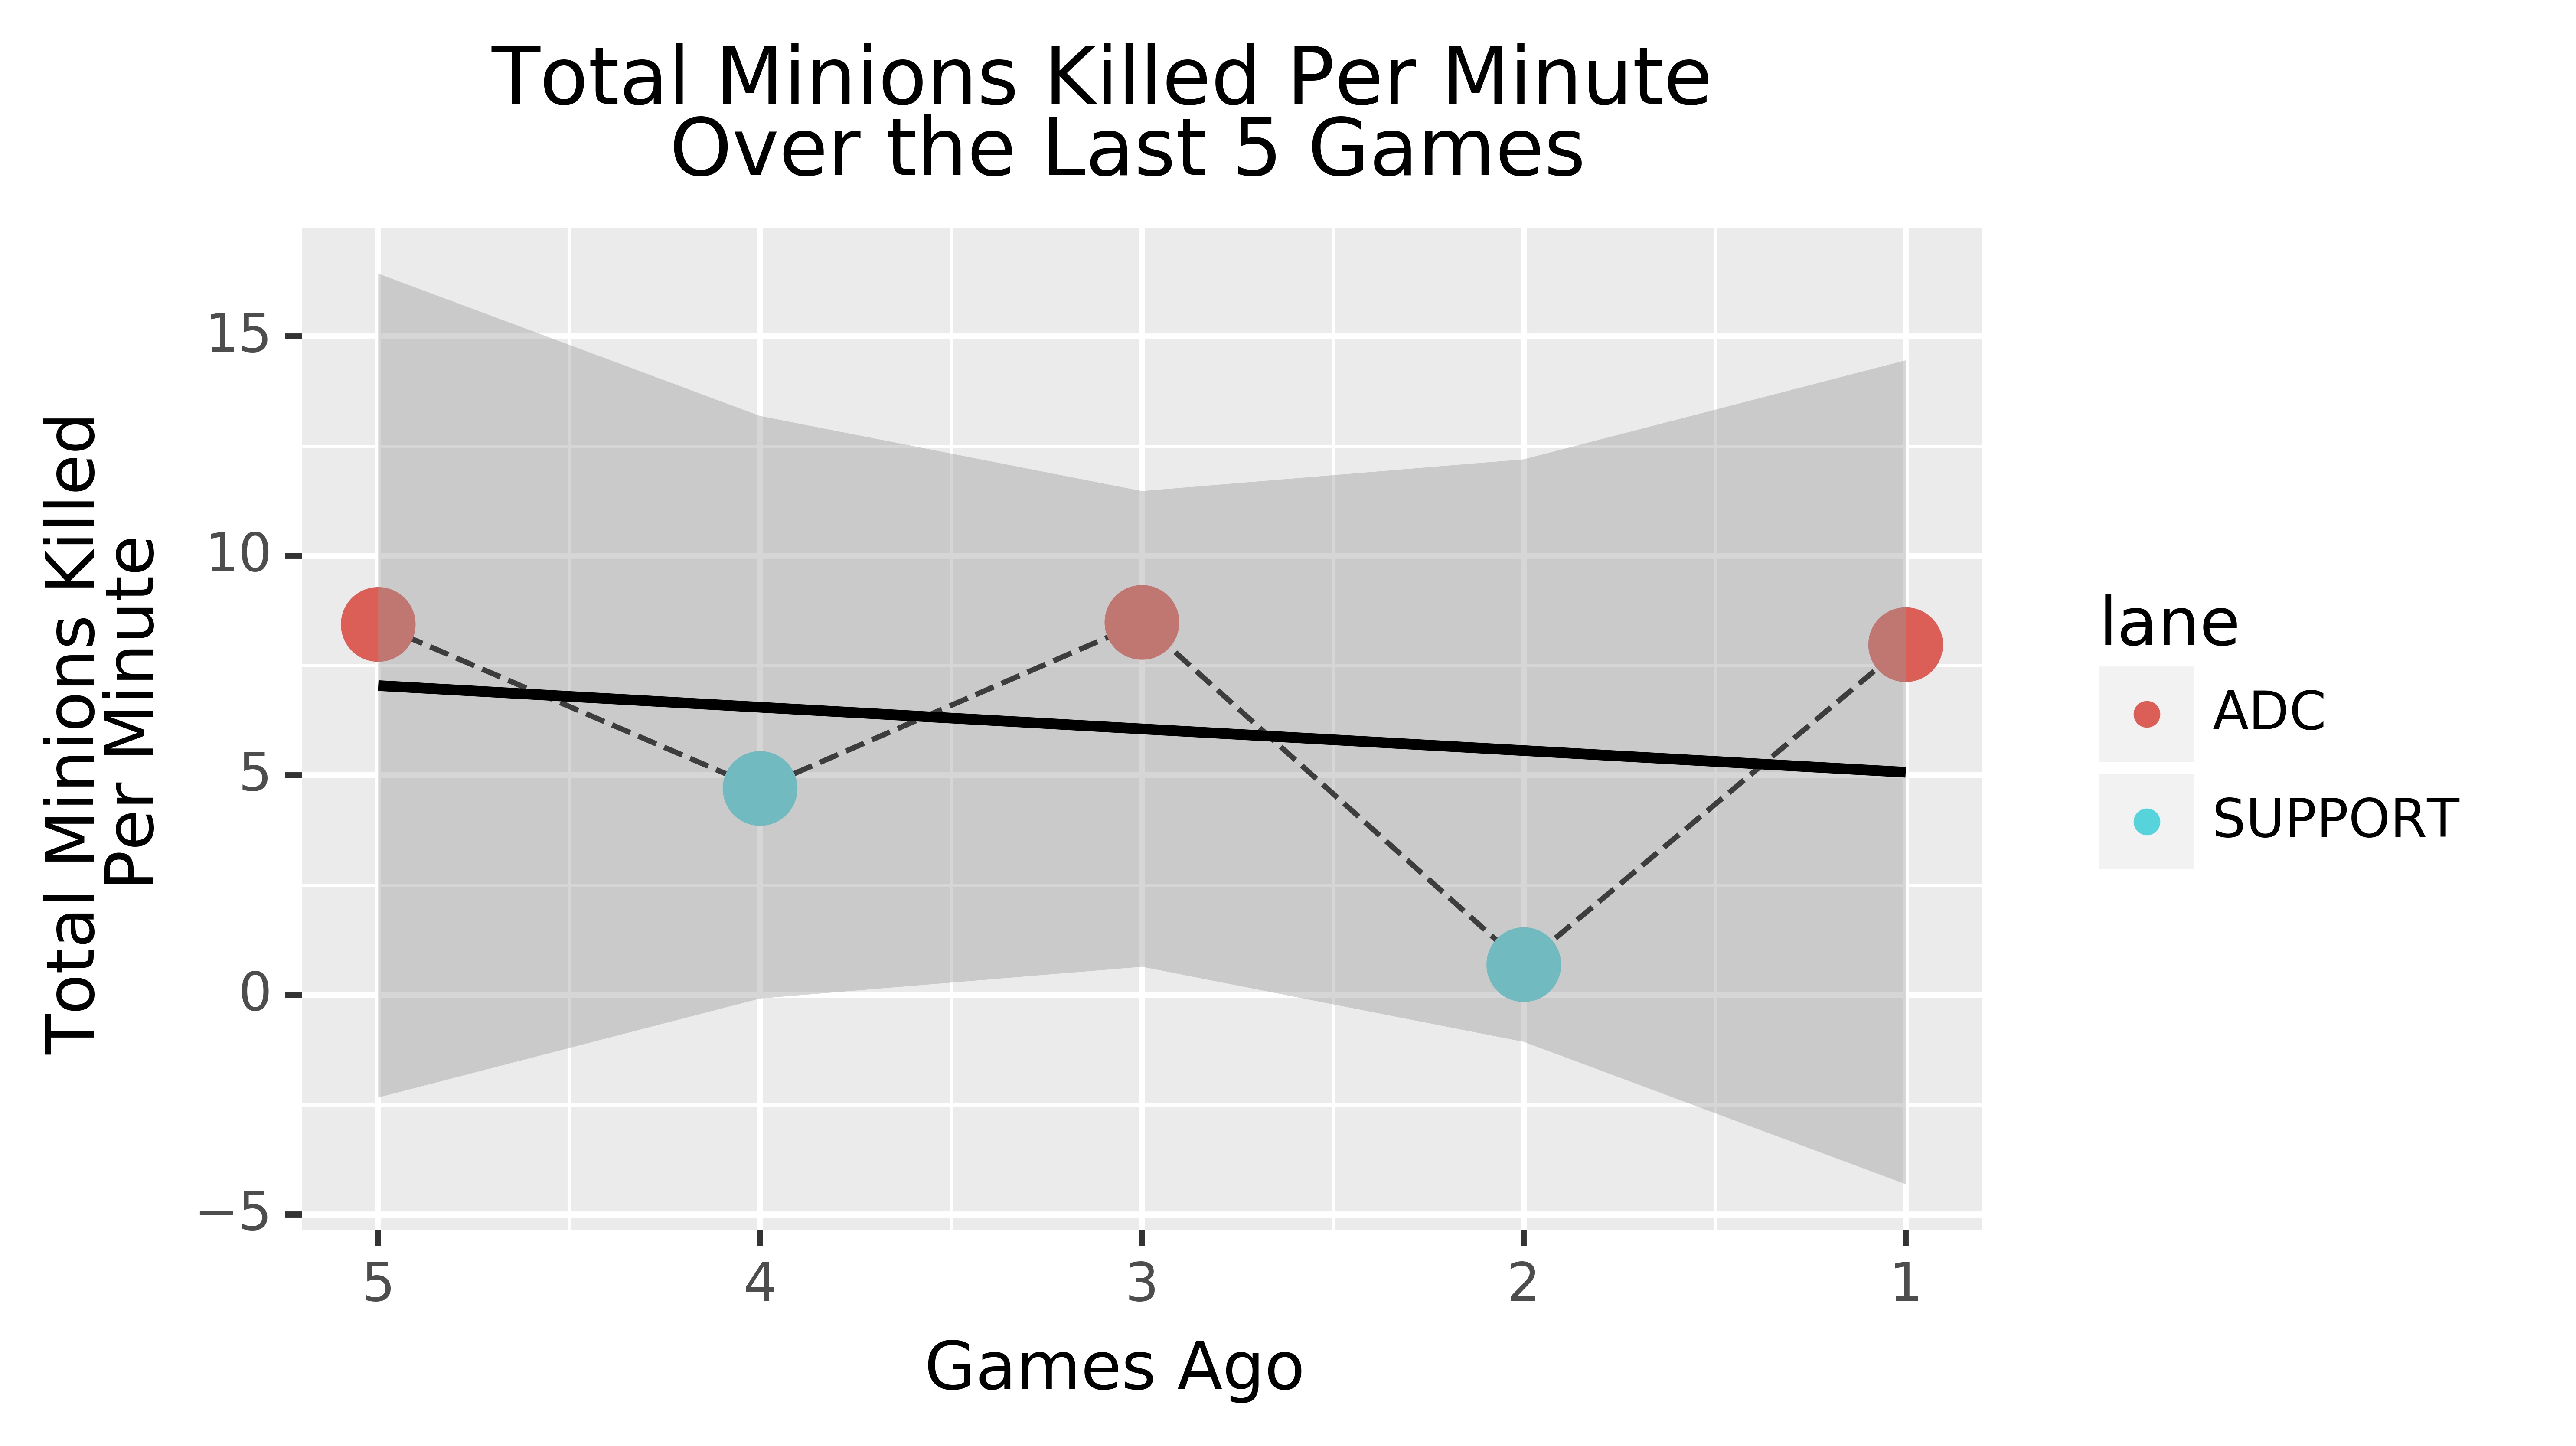 Total Minions Killed Per Minute
Over the Last 5 Games
Total Minions Killed
Per Minute
15
10
5
0
−5
5
4
3
2
1
Games Ago
lane
ADC
SUPPORT